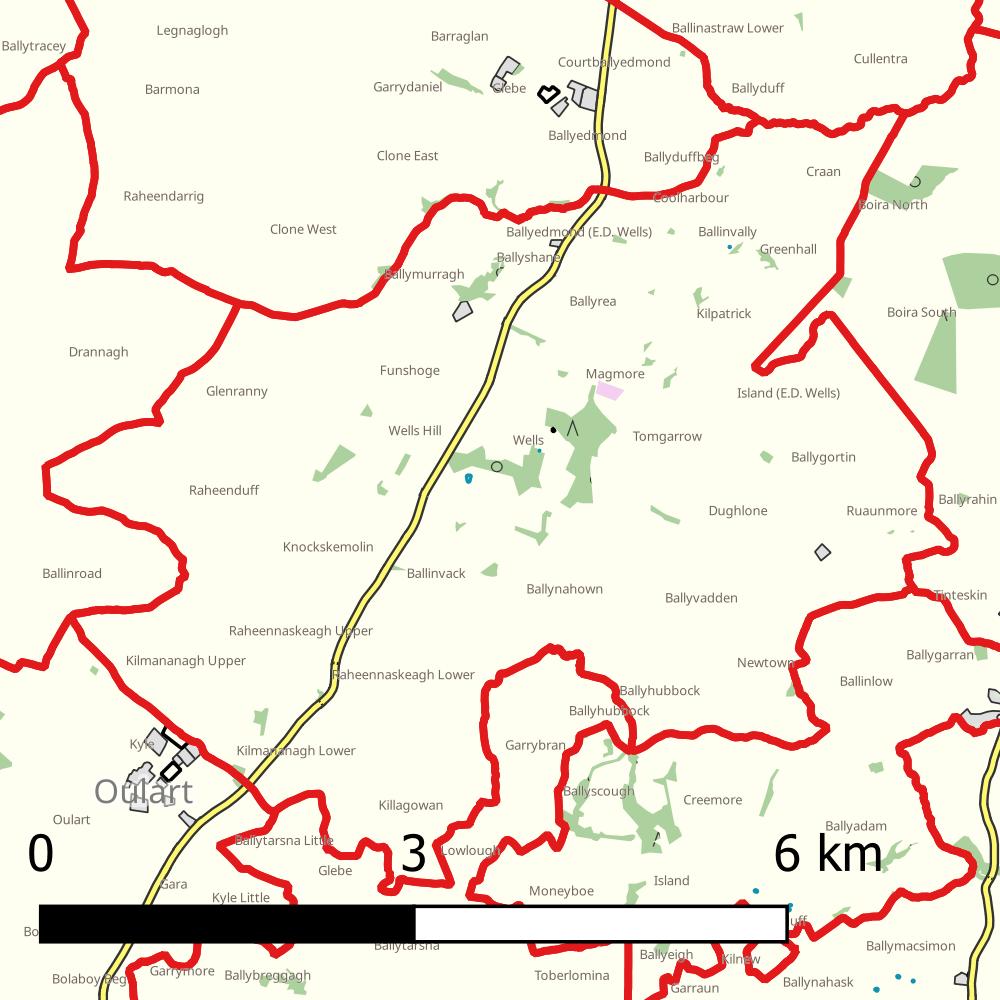 Legnaglogh
Ballinastraw Lower
Barraglan
Ballytracey
Cullentra
Courtballyedmond
Garrydaniel
Glebe
Ballyduff
Barmona
Ballyedmond
Clone East
Ballyduffbeg
Craan
Raheendarrig
Coolharbour
Boira North
Clone West
Ballyedmond (E.D. Wells)
Ballinvally
Greenhall
Ballyshane
Ballymurragh
Ballyrea
Kilpatrick
Boira South
Drannagh
Funshoge
Magmore
Glenranny
Island (E.D. Wells)
Wells Hill
Wells
Tomgarrow
Ballygortin
Raheenduff
Ballyrahin
Dughlone
Ruaunmore
Knockskemolin
Ballinroad
Ballinvack
Ballynahown
Ballyvadden
Tinteskin
Raheennaskeagh Upper
Kilmananagh Upper
Newtown
Ballygarran
Raheennaskeagh Lower
Ballinlow
Ballyhubbock
Ballyhubbock
Kyle
Garrybran
Kilmananagh Lower
Oulart
Ballyscough
Creemore
Killagowan
Oulart
Ballyadam
Ballytarsna Little
Lowlough
0 3 6 km
Glebe
Island
Gara
Kyle Little
Moneyboe
Ballytarsha
Ballymacsimon
Ballyeigh
Kilnew
Bolaboy Beg
Garrymore
Ballybreggagh
Toberlomina
Ballynahask
Garraun